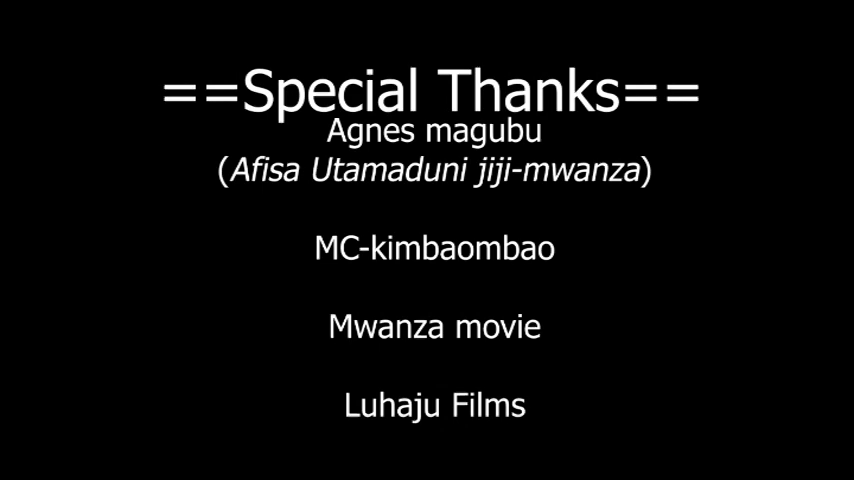 ==Special Thanks==
Agnes magubu
(Afisa Utamaduni jiji-mwanza)
MC-kimbaombao
Mwanza movie
Luhaju Films